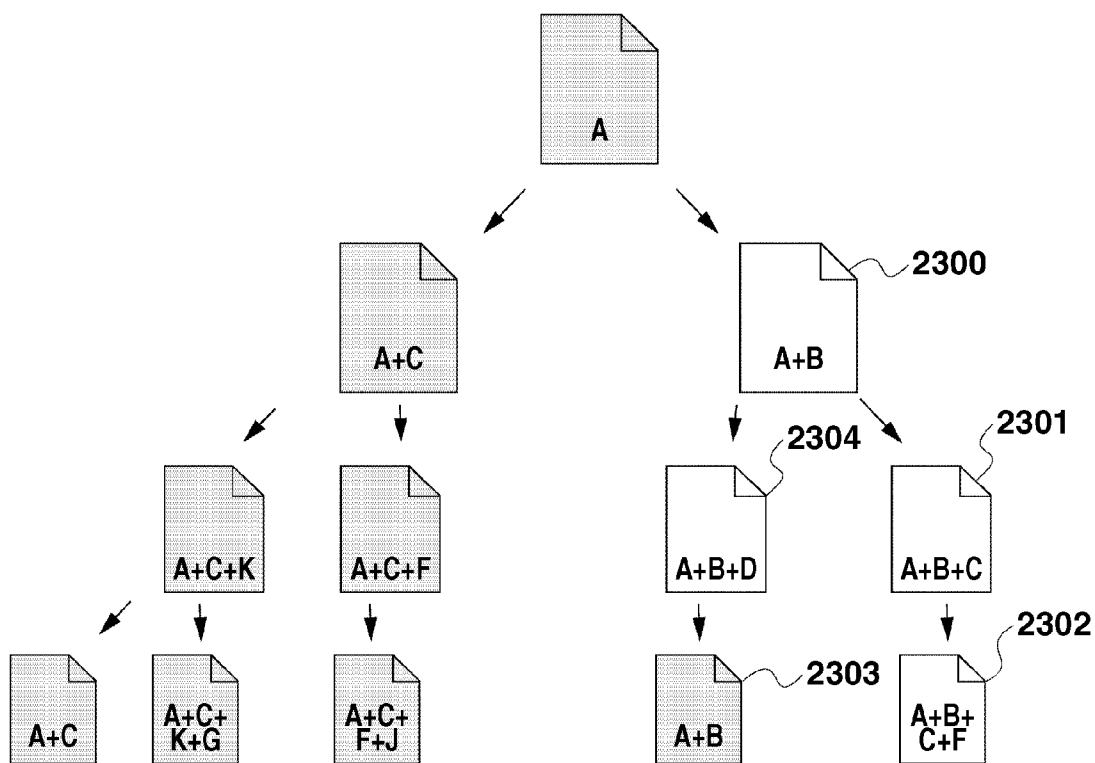 A
2300
A+C
A+B
2304
2301
A+C+K
A+C+F
A+B+D
A+B+C
2302
2303
A+C
A+C+
K+G
A+C+
F+J
A+B
A+B+
C+F